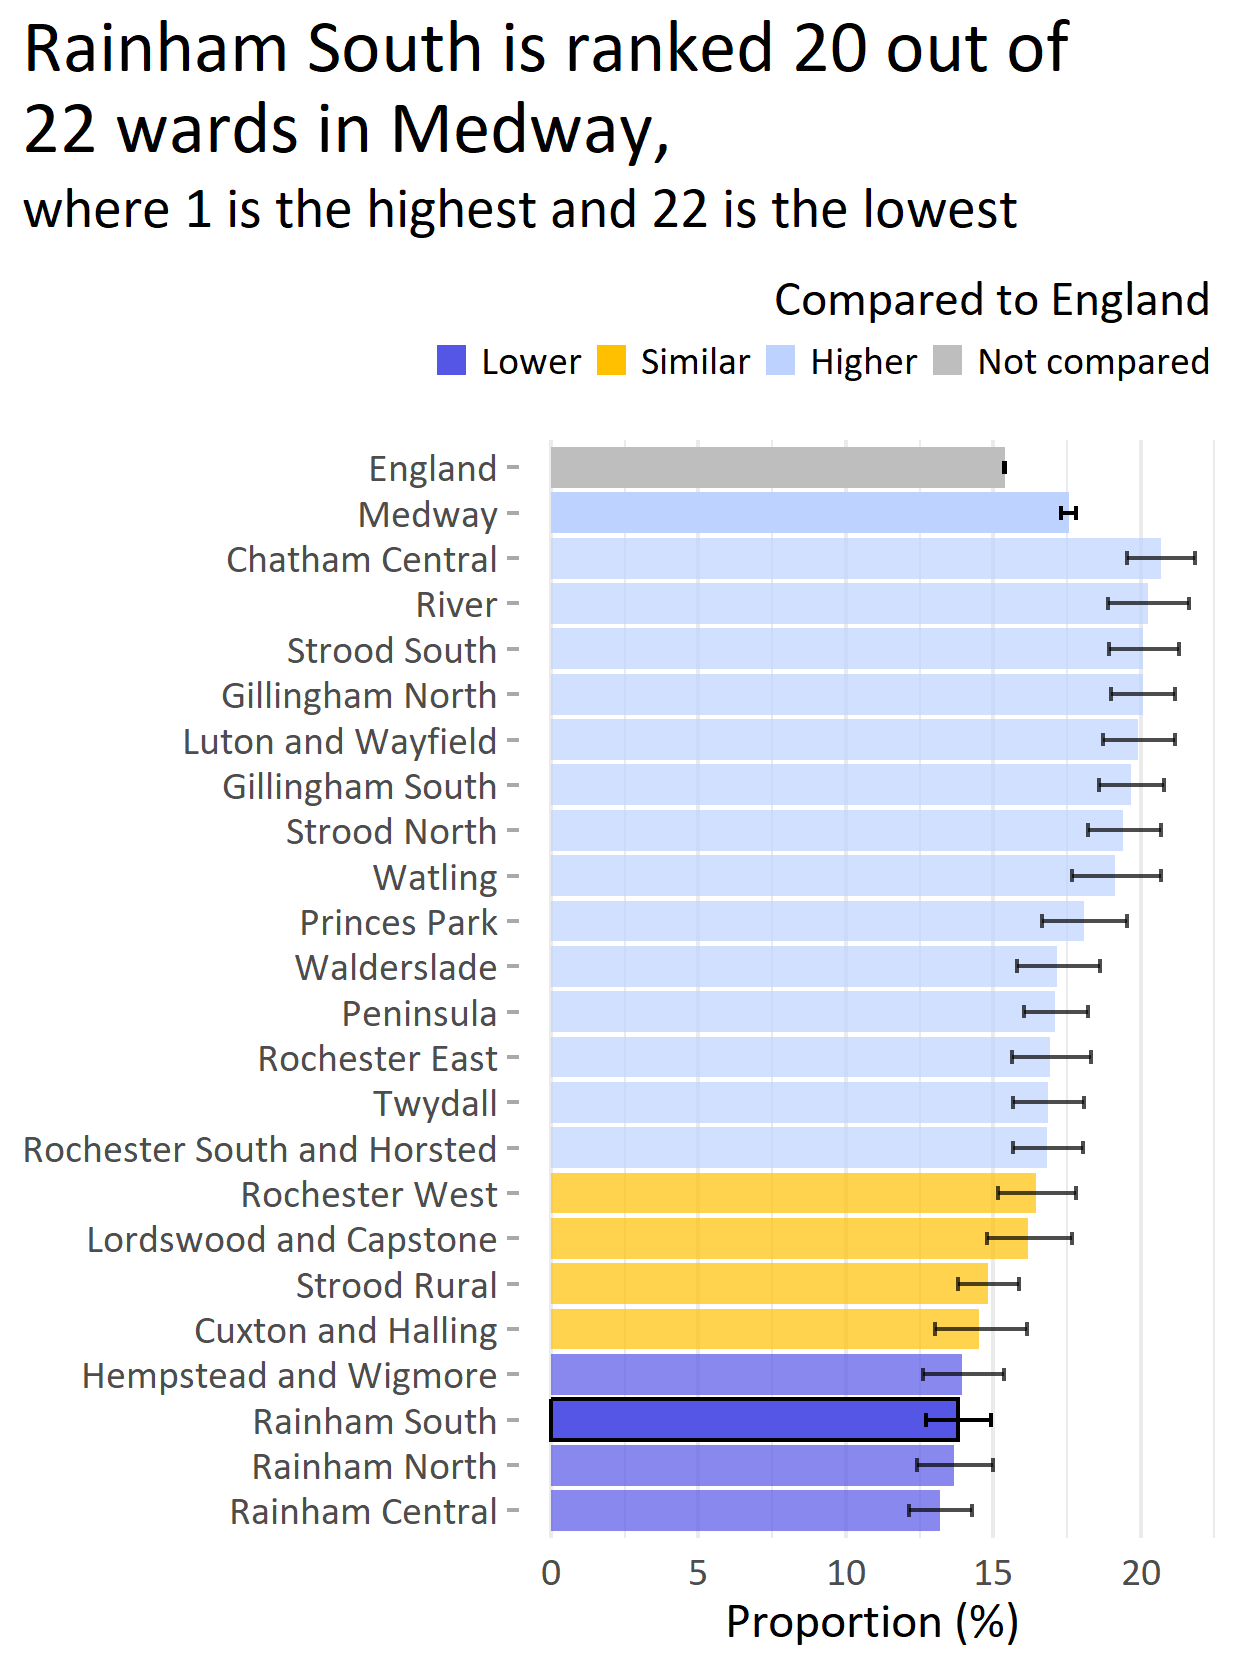 Rainham South is ranked 20 out of
22 wards in Medway,
where 1 is the highest and 22 is the lowest
Compared to England
Lower Similar Higher Not compared
England
Medway
Chatham Central
River
Strood South
Gillingham North
Luton and Wayfield
Gillingham South
Strood North
Watling
Princes Park
Walderslade
Peninsula
Rochester East
Twydall
Rochester South and Horsted
Rochester West
Lordswood and Capstone
Strood Rural
Cuxton and Halling
Hempstead and Wigmore
Rainham South
Rainham North
Rainham Central
0 5 10 15 20
Proportion (%)